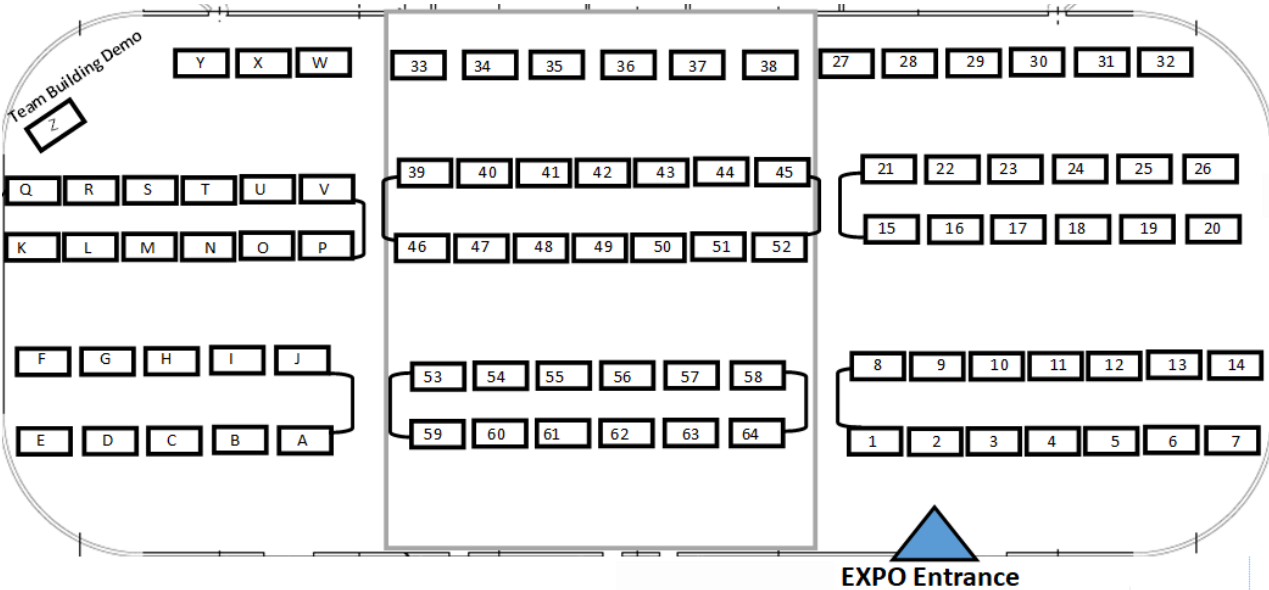 Team Building Demo
Y X W 33 34 35 36 37 38 27 28 29 30 31 32
Z
Q R S T U V 39 40 41 42 43 44 45 21 22 23 24 25 26
K L M N O P 46 47 48 49 50 51 52 15 16 17 18 19 20
F G H I J 53 54 55 56 57 58 8 9 10 11 12 13 14
E D C B A 59 60 61 62 63 64 1 2 3 4 5 6 7
EXPO Entrance